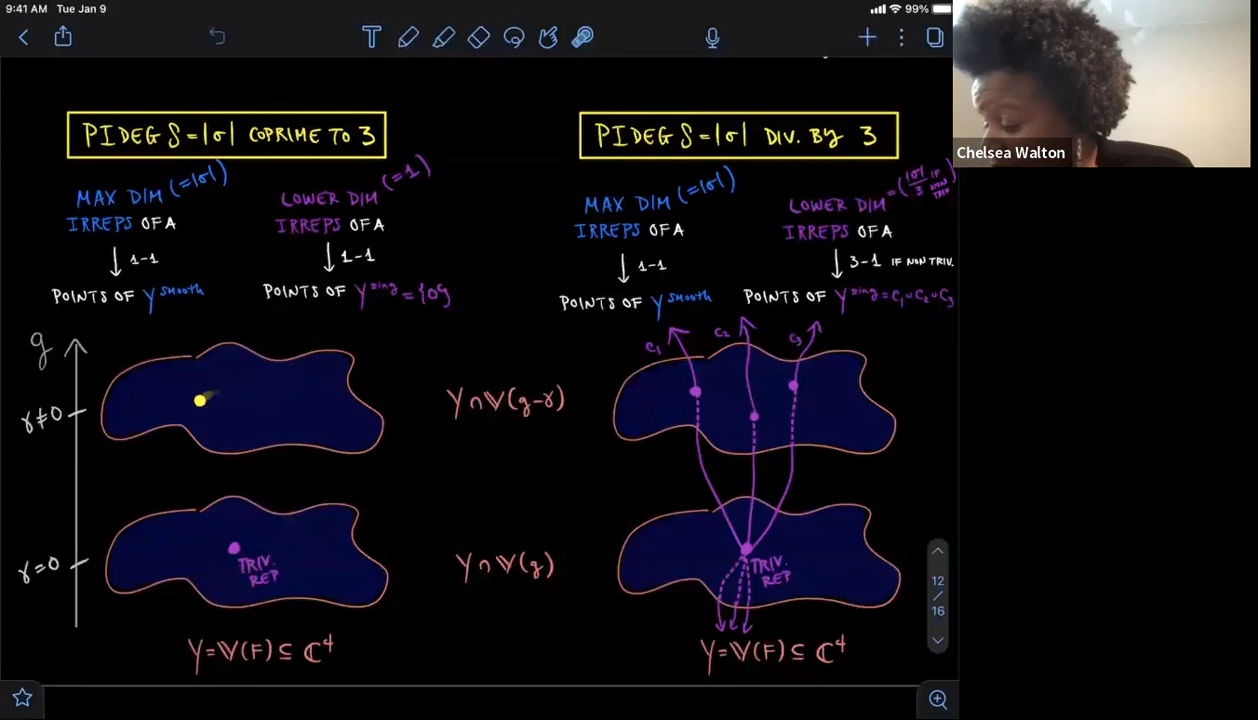 9:41 AM Tue Jan 9
99%
Chelsea Walton
PI DEG S = |σ| COPRIME TO 3
MAX DIM (=|σ|)
IRREPS OF A
↓ 1-1
POINTS OF Y^smooth
LOWER DIM (=1)
IRREPS OF A
↓ 1-1
POINTS OF Y^sing = {0}
PI DEG S = |σ| DIV. BY 3
MAX DIM (=|σ|)
IRREPS OF A
↓ 1-1
POINTS OF Y^smooth
LOWER DIM = (|σ|/3 IF NON TRIV)
IRREPS OF A
↓ 3-1 IF NON TRIV.
POINTS OF Y^sing = C₁∪C₂∪C₃
g
γ≠0
γ=0
TRIV.
REP
Y=𝕍(F) ⊆ ℂ⁴
Y∩𝕍(g-γ)
Y∩𝕍(g)
C₁
C₂
C₃
TRIV.
REP
Y=𝕍(F) ⊆ ℂ⁴
12
/
16